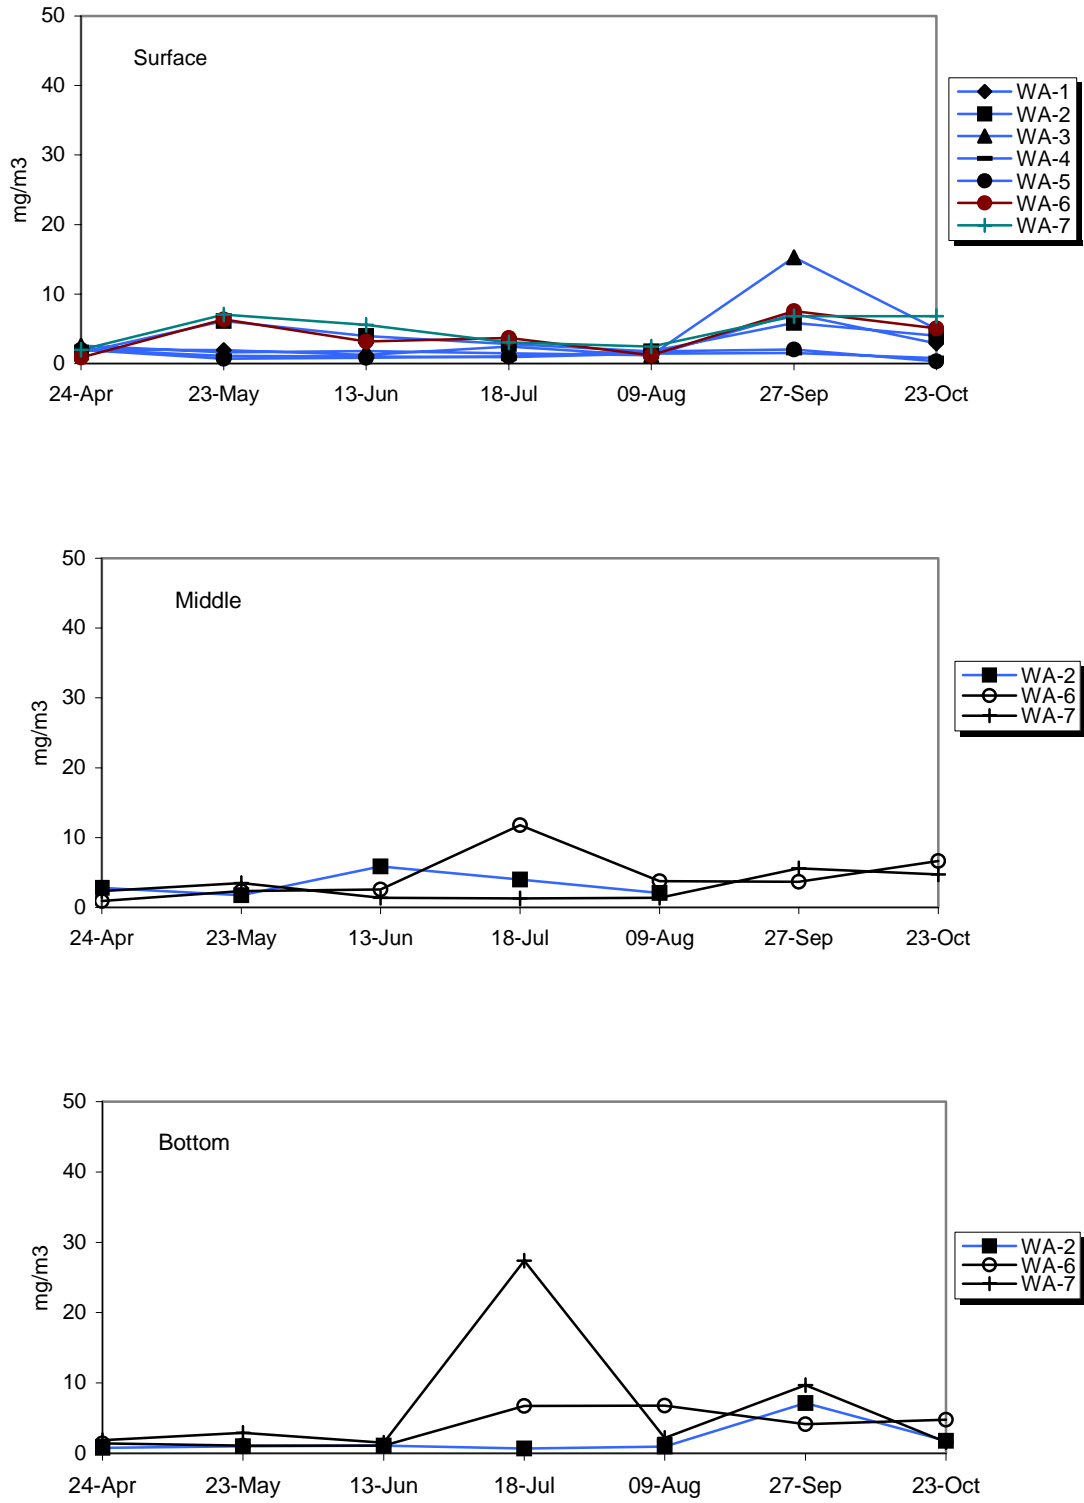 50
Surface
40
30
20
10
0
mg/m3
24-Apr 23-May 13-Jun 18-Jul 09-Aug 27-Sep 23-Oct
WA-1
WA-2
WA-3
WA-4
WA-5
WA-6
WA-7
50
Middle
40
30
20
10
0
mg/m3
24-Apr 23-May 13-Jun 18-Jul 09-Aug 27-Sep 23-Oct
WA-2
WA-6
WA-7
50
Bottom
40
30
20
10
0
mg/m3
24-Apr 23-May 13-Jun 18-Jul 09-Aug 27-Sep 23-Oct
WA-2
WA-6
WA-7